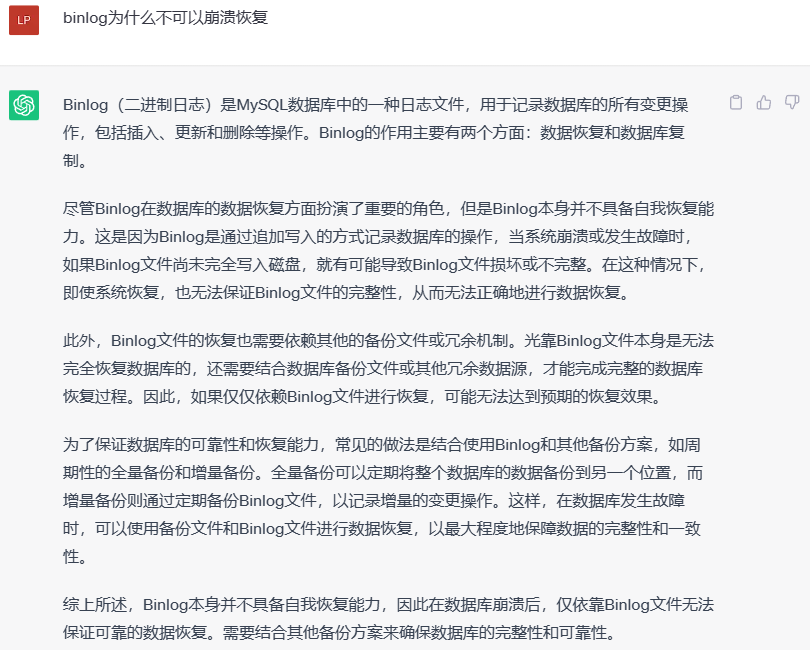 LP
binlog为什么不可以崩溃恢复
Binlog（二进制日志）是MySQL数据库中的一种日志文件，用于记录数据库的所有变更操
作，包括插入、更新和删除等操作。Binlog的作用主要有两个方面：数据恢复和数据库复
制。
尽管Binlog在数据库的数据恢复方面扮演了重要的角色，但是Binlog本身并不具备自我恢复能
力。这是因为Binlog是通过追加写入的方式记录数据库的操作，当系统崩溃或发生故障时，
如果Binlog文件尚未完全写入磁盘，就有可能导致Binlog文件损坏或不完整。在这种情况下，
即使系统恢复，也无法保证Binlog文件的完整性，从而无法正确地进行数据恢复。
此外，Binlog文件的恢复也需要依赖其他的备份文件或冗余机制。光靠Binlog文件本身是无法
完全恢复数据库的，还需要结合数据库备份文件或其他冗余数据源，才能完成完整的数据库
恢复过程。因此，如果仅仅依赖Binlog文件进行恢复，可能无法达到预期的恢复效果。
为了保证数据库的可靠性和恢复能力，常见的做法是结合使用Binlog和其他备份方案，如周
期性的全量备份和增量备份。全量备份可以定期将整个数据库的数据备份到另一个位置，而
增量备份则通过定期备份Binlog文件，以记录增量的变更操作。这样，在数据库发生故障
时，可以使用备份文件和Binlog文件进行数据恢复，以最大程度地保障数据的完整性和一致
性。
综上所述，Binlog本身并不具备自我恢复能力，因此在数据库崩溃后，仅依靠Binlog文件无法
保证可靠的数据恢复。需要结合其他备份方案来确保数据库的完整性和可靠性。